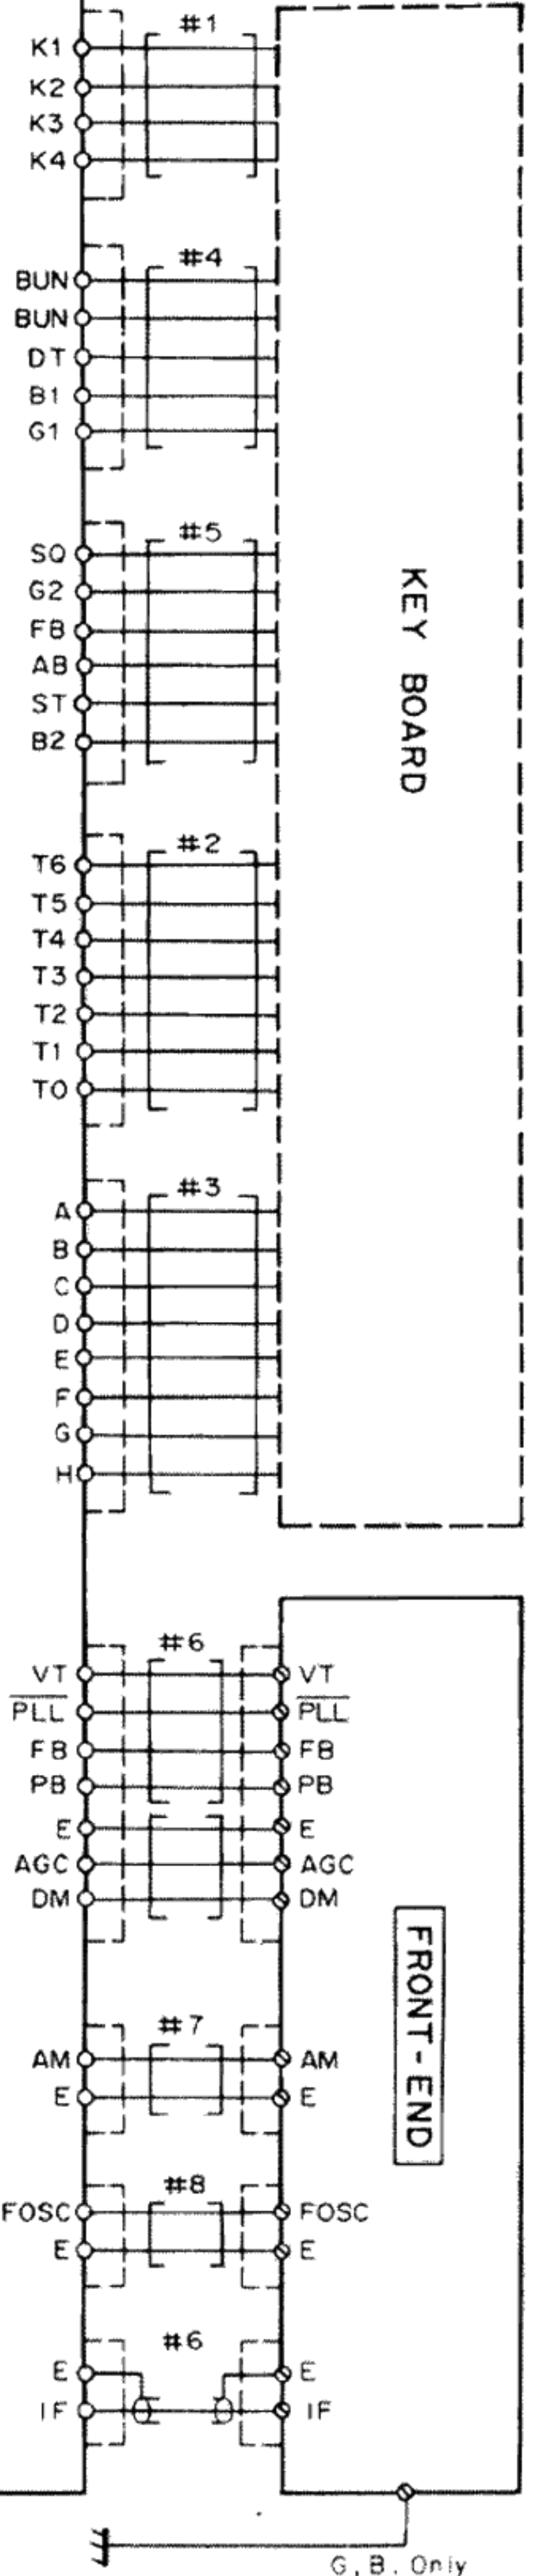 #1
K1
K2
K3
K4
#4
BUN
BUN
DT
B1
G1
#5
SQ
G2
FB
AB
ST
B2
KEY BOARD
#2
T6
T5
T4
T3
T2
T1
T0
#3
A
B
C
D
E
F
G
H
#6
VT VT
PLL PLL
FB FB
PB PB
E E
AGC AGC
DM DM
FRONT-END
#7
AM AM
E E
#8
FOSC FOSC
E E
#6
E E
IF IF
G, B. Only